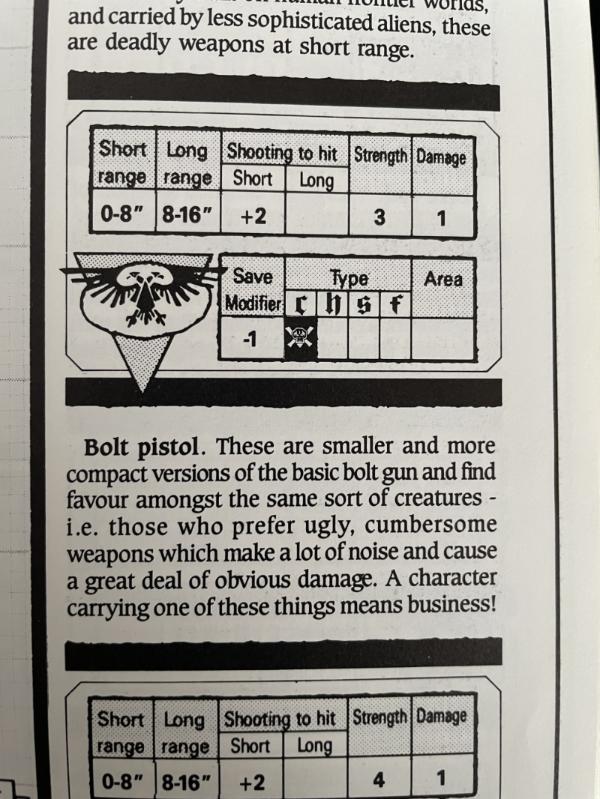 human frontier worlds,
and carried by less sophisticated aliens, these
are deadly weapons at short range.
Short range Long range Shooting to hit Strength Damage
Short Long
0-8″ 8-16″ +2 3 1
Save Modifier Type Area
c h s f
-1
Bolt pistol. These are smaller and more
compact versions of the basic bolt gun and find
favour amongst the same sort of creatures -
i.e. those who prefer ugly, cumbersome
weapons which make a lot of noise and cause
a great deal of obvious damage. A character
carrying one of these things means business!
Short range Long range Shooting to hit Strength Damage
Short Long
0-8″ 8-16″ +2 4 1